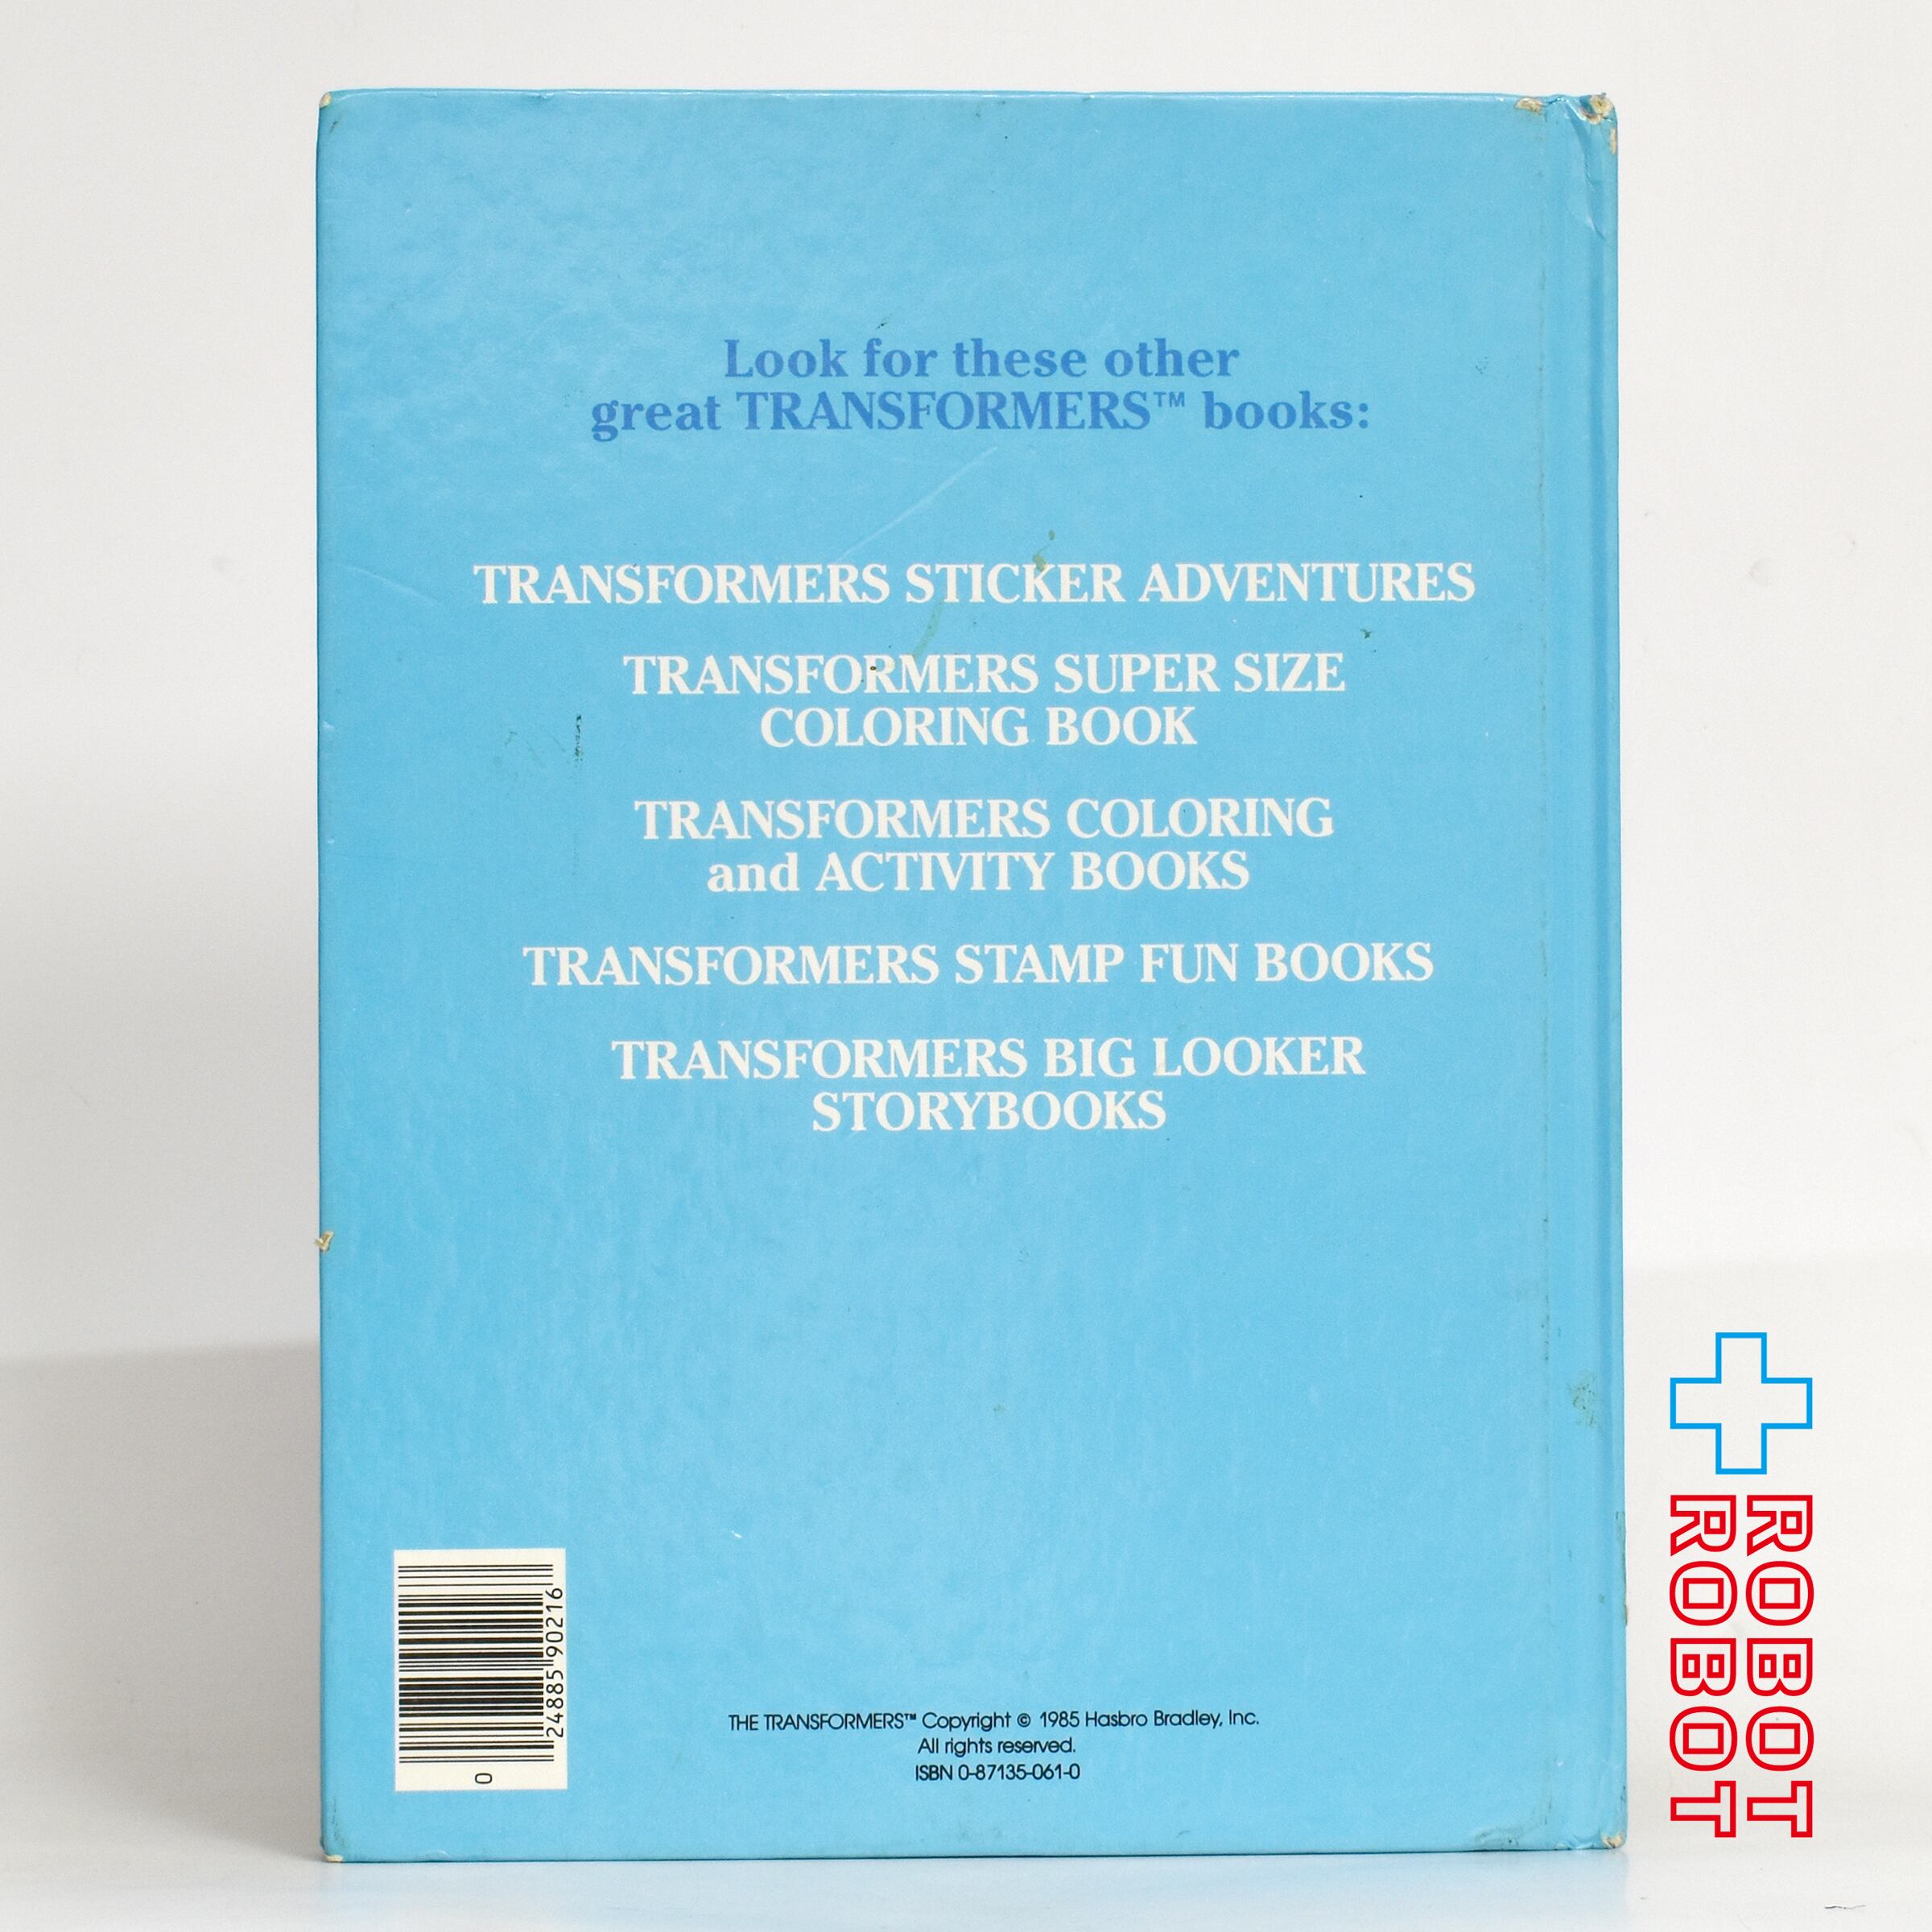 Look for these other
great TRANSFORMERS™ books:
TRANSFORMERS STICKER ADVENTURES
TRANSFORMERS SUPER SIZE
COLORING BOOK
TRANSFORMERS COLORING
and ACTIVITY BOOKS
TRANSFORMERS STAMP FUN BOOKS
TRANSFORMERS BIG LOOKER
STORYBOOKS
0 24885 90216
THE TRANSFORMERS™ Copyright © 1985 Hasbro Bradley, Inc.
All rights reserved.
ISBN 0-87135-061-0
ROBOT
ROBOT